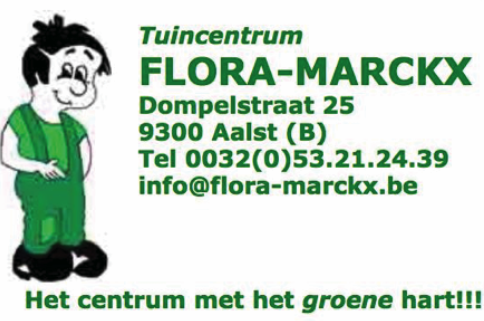 Tuincentrum
FLORA-MARCKX
Dompelstraat 25
9300 Aalst (B)
Tel 0032(0)53.21.24.39
info@flora-marckx.be
Het centrum met het groene hart!!!